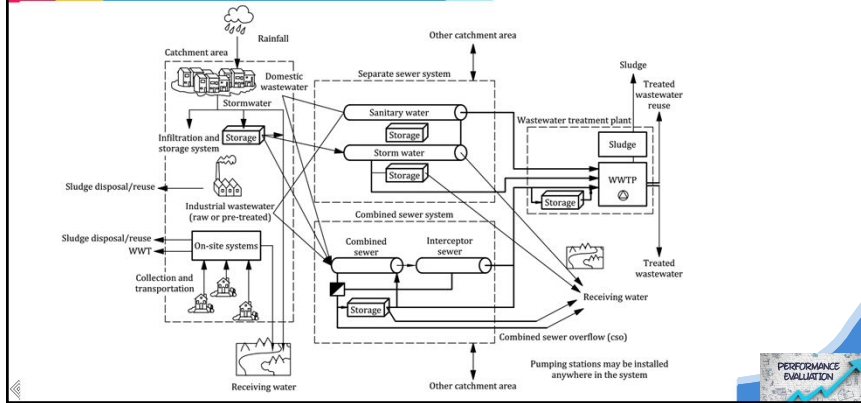 Rainfall
Catchment area
Stormwater
Infiltration and
storage system
Storage
Domestic
wastewater
Sludge disposal/reuse
Industrial wastewater
(raw or pre-treated)
Sludge disposal/reuse
WWT
On-site systems
Collection and
transportation
Receiving water
Other catchment area
Separate sewer system
Sanitary water
Storage
Storm water
Storage
Combined sewer system
Combined
sewer
Interceptor
sewer
Storage
Combined sewer overflow (cso)
Other catchment area
Sludge
Treated
wastewater
reuse
Wastewater treatment plant
Sludge
WWTP
Storage
Treated
wastewater
Receiving water
Pumping stations may be installed
anywhere in the system
PERFORMANCE
EVALUATION